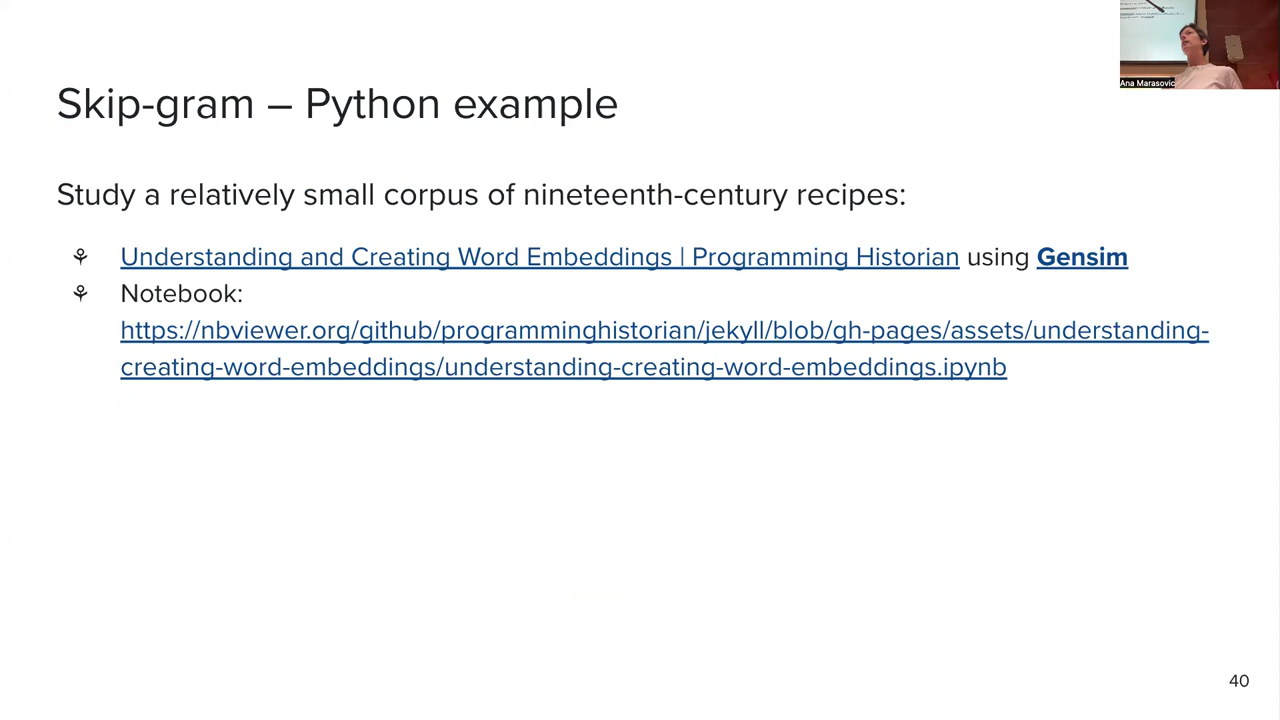 Skip-gram – Python example
Study a relatively small corpus of nineteenth-century recipes:
Understanding and Creating Word Embeddings | Programming Historian using Gensim
Notebook:
https://nbviewer.org/github/programminghistorian/jekyll/blob/gh-pages/assets/understanding-
creating-word-embeddings/understanding-creating-word-embeddings.ipynb
Ana Marasovic
40